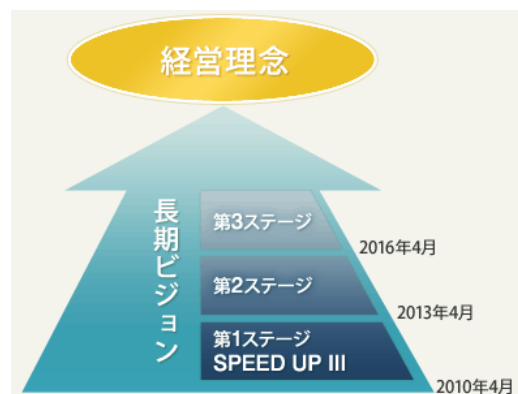 経営理念
長期ビジョン
第3ステージ
2016年4月
第2ステージ
2013年4月
第1ステージ
SPEED UP III
2010年4月